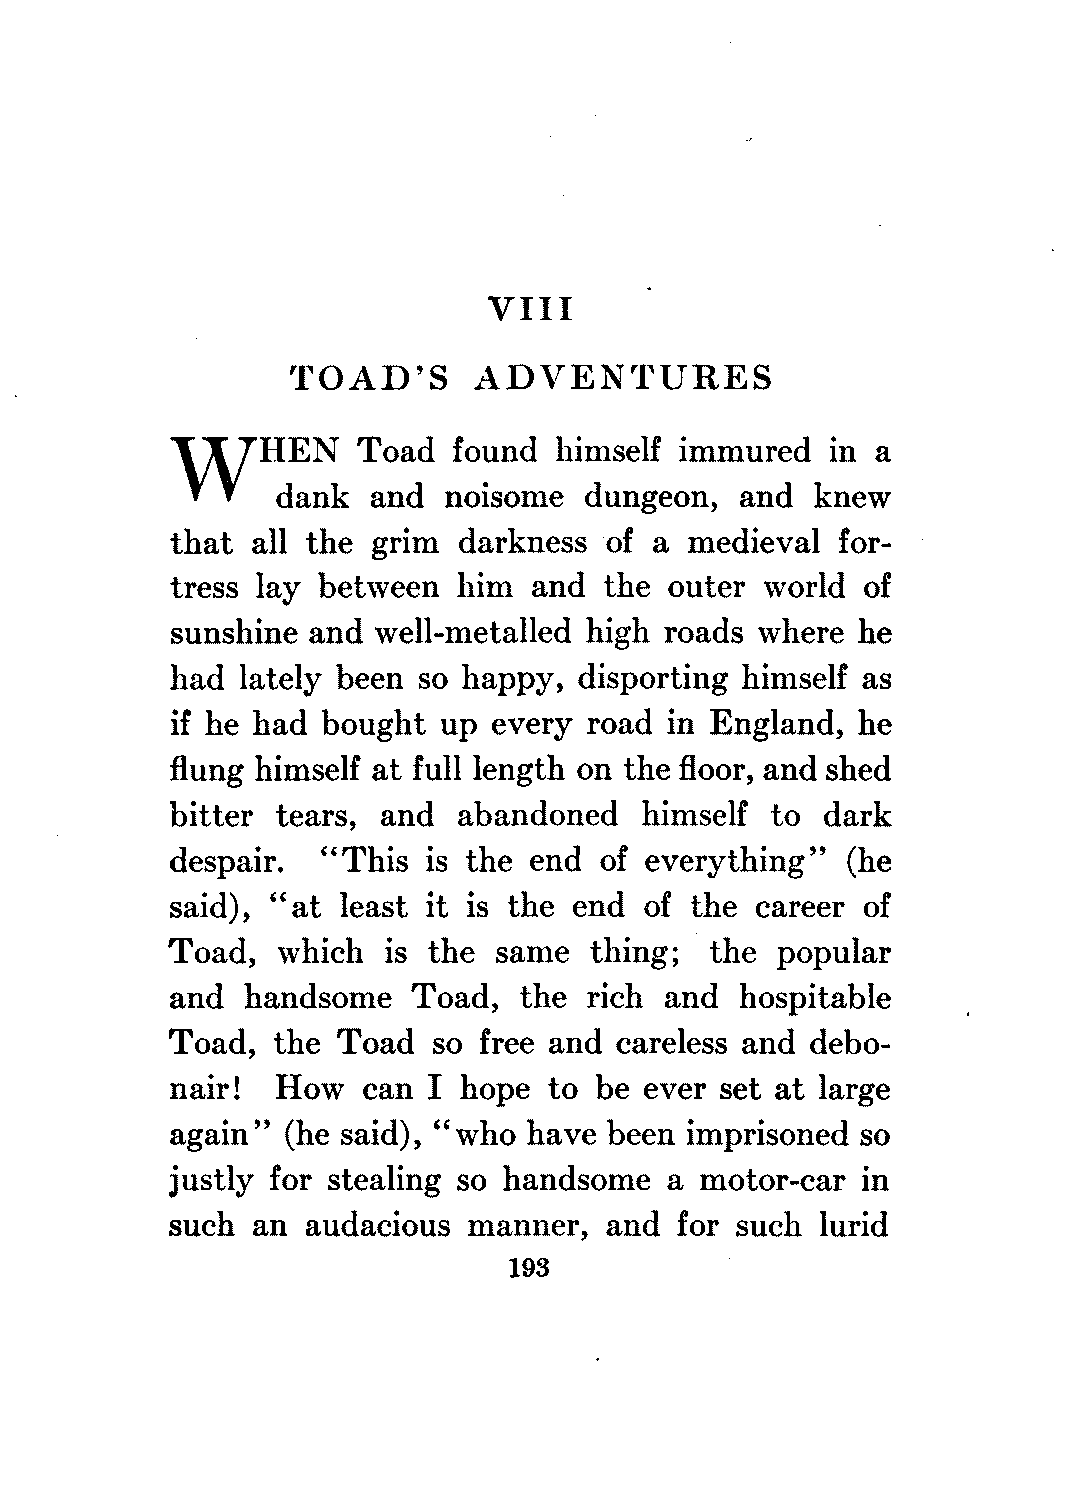 VIII
TOAD'S ADVENTURES
WHEN Toad found himself immured in a
dank and noisome dungeon, and knew
that all the grim darkness of a medieval for-
tress lay between him and the outer world of
sunshine and well-metalled high roads where he
had lately been so happy, disporting himself as
if he had bought up every road in England, he
flung himself at full length on the floor, and shed
bitter tears, and abandoned himself to dark
despair. "This is the end of everything" (he
said), "at least it is the end of the career of
Toad, which is the same thing; the popular
and handsome Toad, the rich and hospitable
Toad, the Toad so free and careless and debo-
nair! How can I hope to be ever set at large
again" (he said), "who have been imprisoned so
justly for stealing so handsome a motor-car in
such an audacious manner, and for such lurid
193